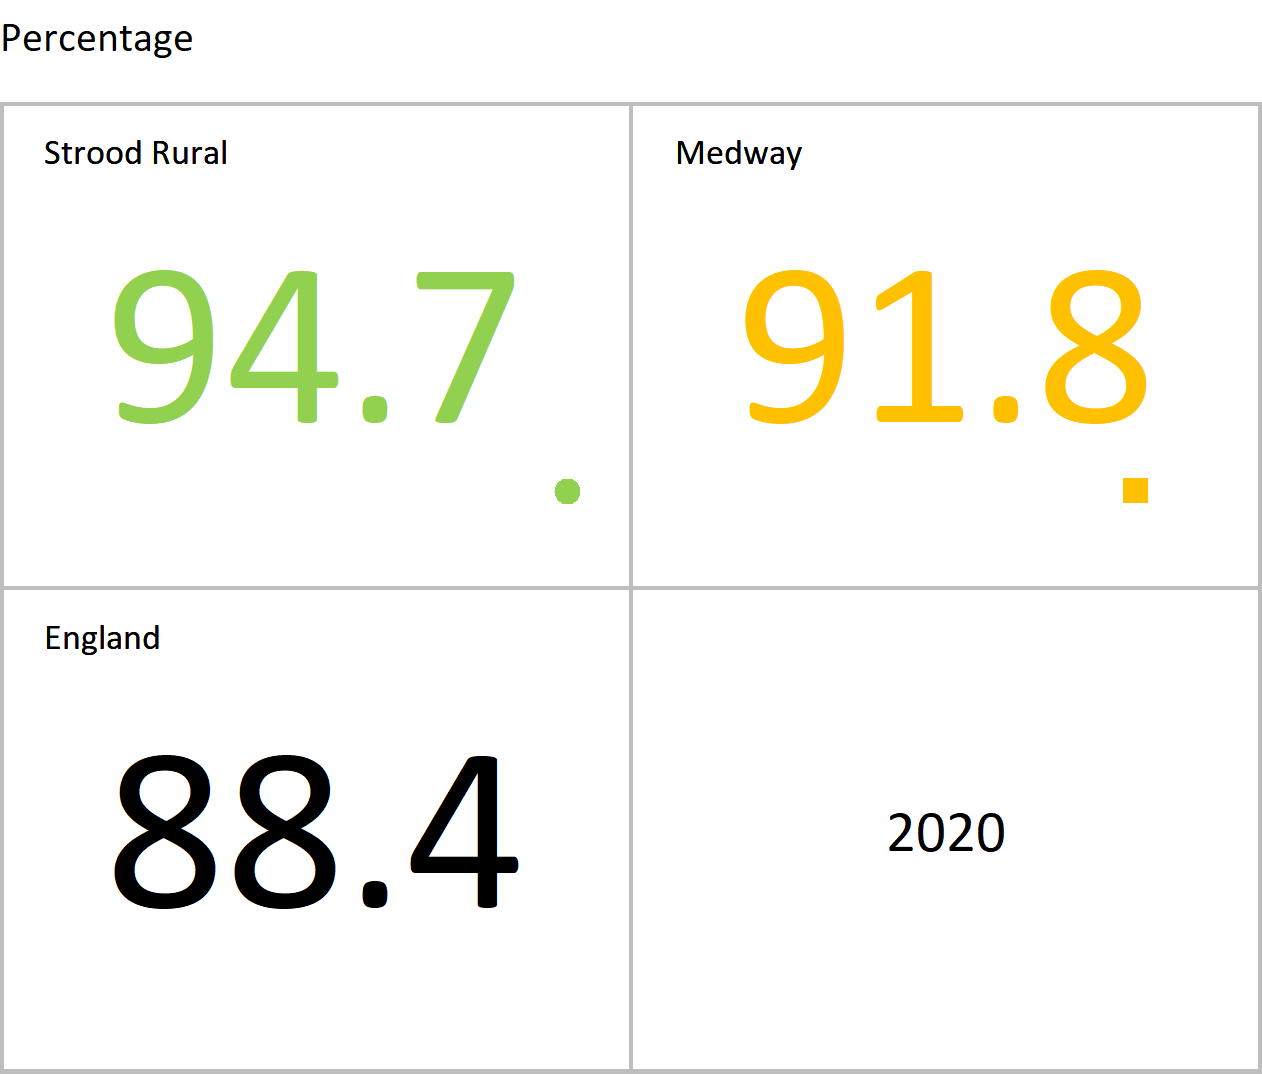 Percentage
Strood Rural
94.7
Medway
91.8
England
88.4
2020